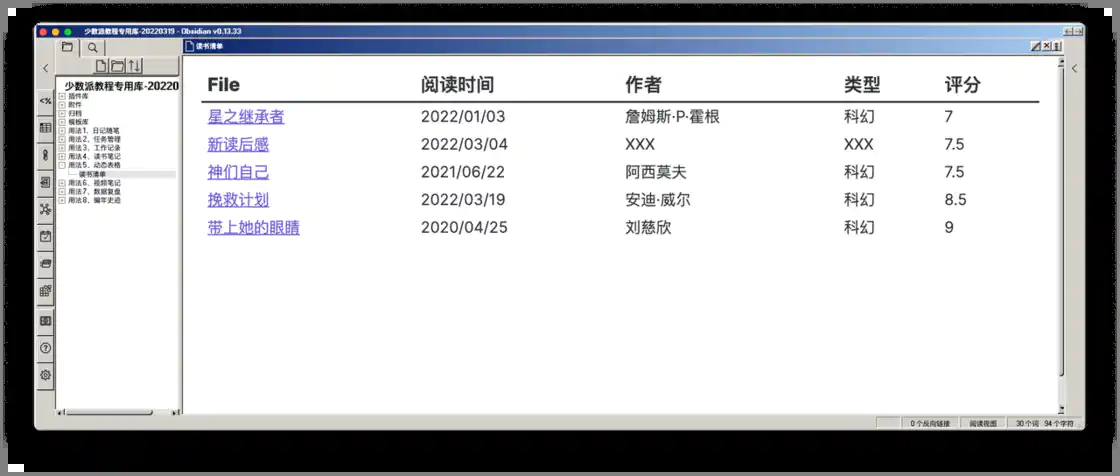 少数派教程专用库-20220319 - Obsidian v0.13.33
读书清单
少数派教程专用库-20220
插件库
附件
归档
模板库
用法1、日记随笔
用法2、任务管理
用法3、工作记录
用法4、读书笔记
用法5、动态表格
读书清单
用法6、视频笔记
用法7、数据复盘
用法8、编年史迹
File 阅读时间 作者 类型 评分
星之继承者 2022/01/03 詹姆斯·P·霍根 科幻 7
新读后感 2022/03/04 XXX XXX 7.5
神们自己 2021/06/22 阿西莫夫 科幻 7.5
挽救计划 2022/03/19 安迪·威尔 科幻 8.5
带上她的眼睛 2020/04/25 刘慈欣 科幻 9
0 个反向链接 阅读视图 30 个词 94 个字符